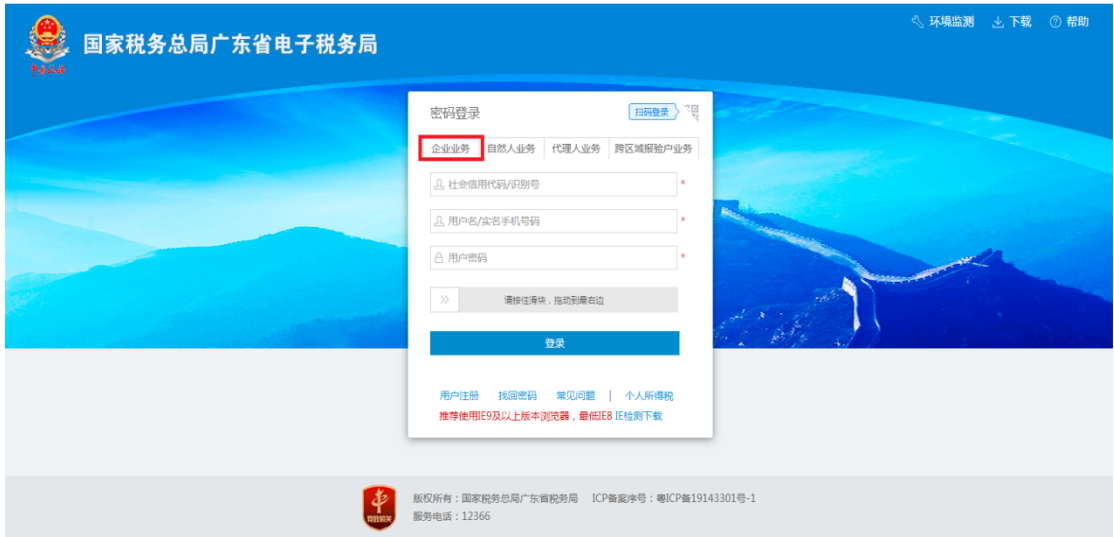 环境监测 下载 帮助
国家税务总局广东省电子税务局
中国税务
密码登录 扫码登录
企业业务 自然人业务 代理人业务 跨区域报验户业务
社会信用代码/识别号 *
用户名/实名手机号码 *
用户密码 *
>> 请按住滑块，拖动到最右边
登录
用户注册 找回密码 常见问题 | 个人所得税
推荐使用IE9及以上版本浏览器，最低IE8 IE检测下载
党政机关
版权所有：国家税务总局广东省税务局 ICP备案序号：粤ICP备19143301号-1
服务电话：12366